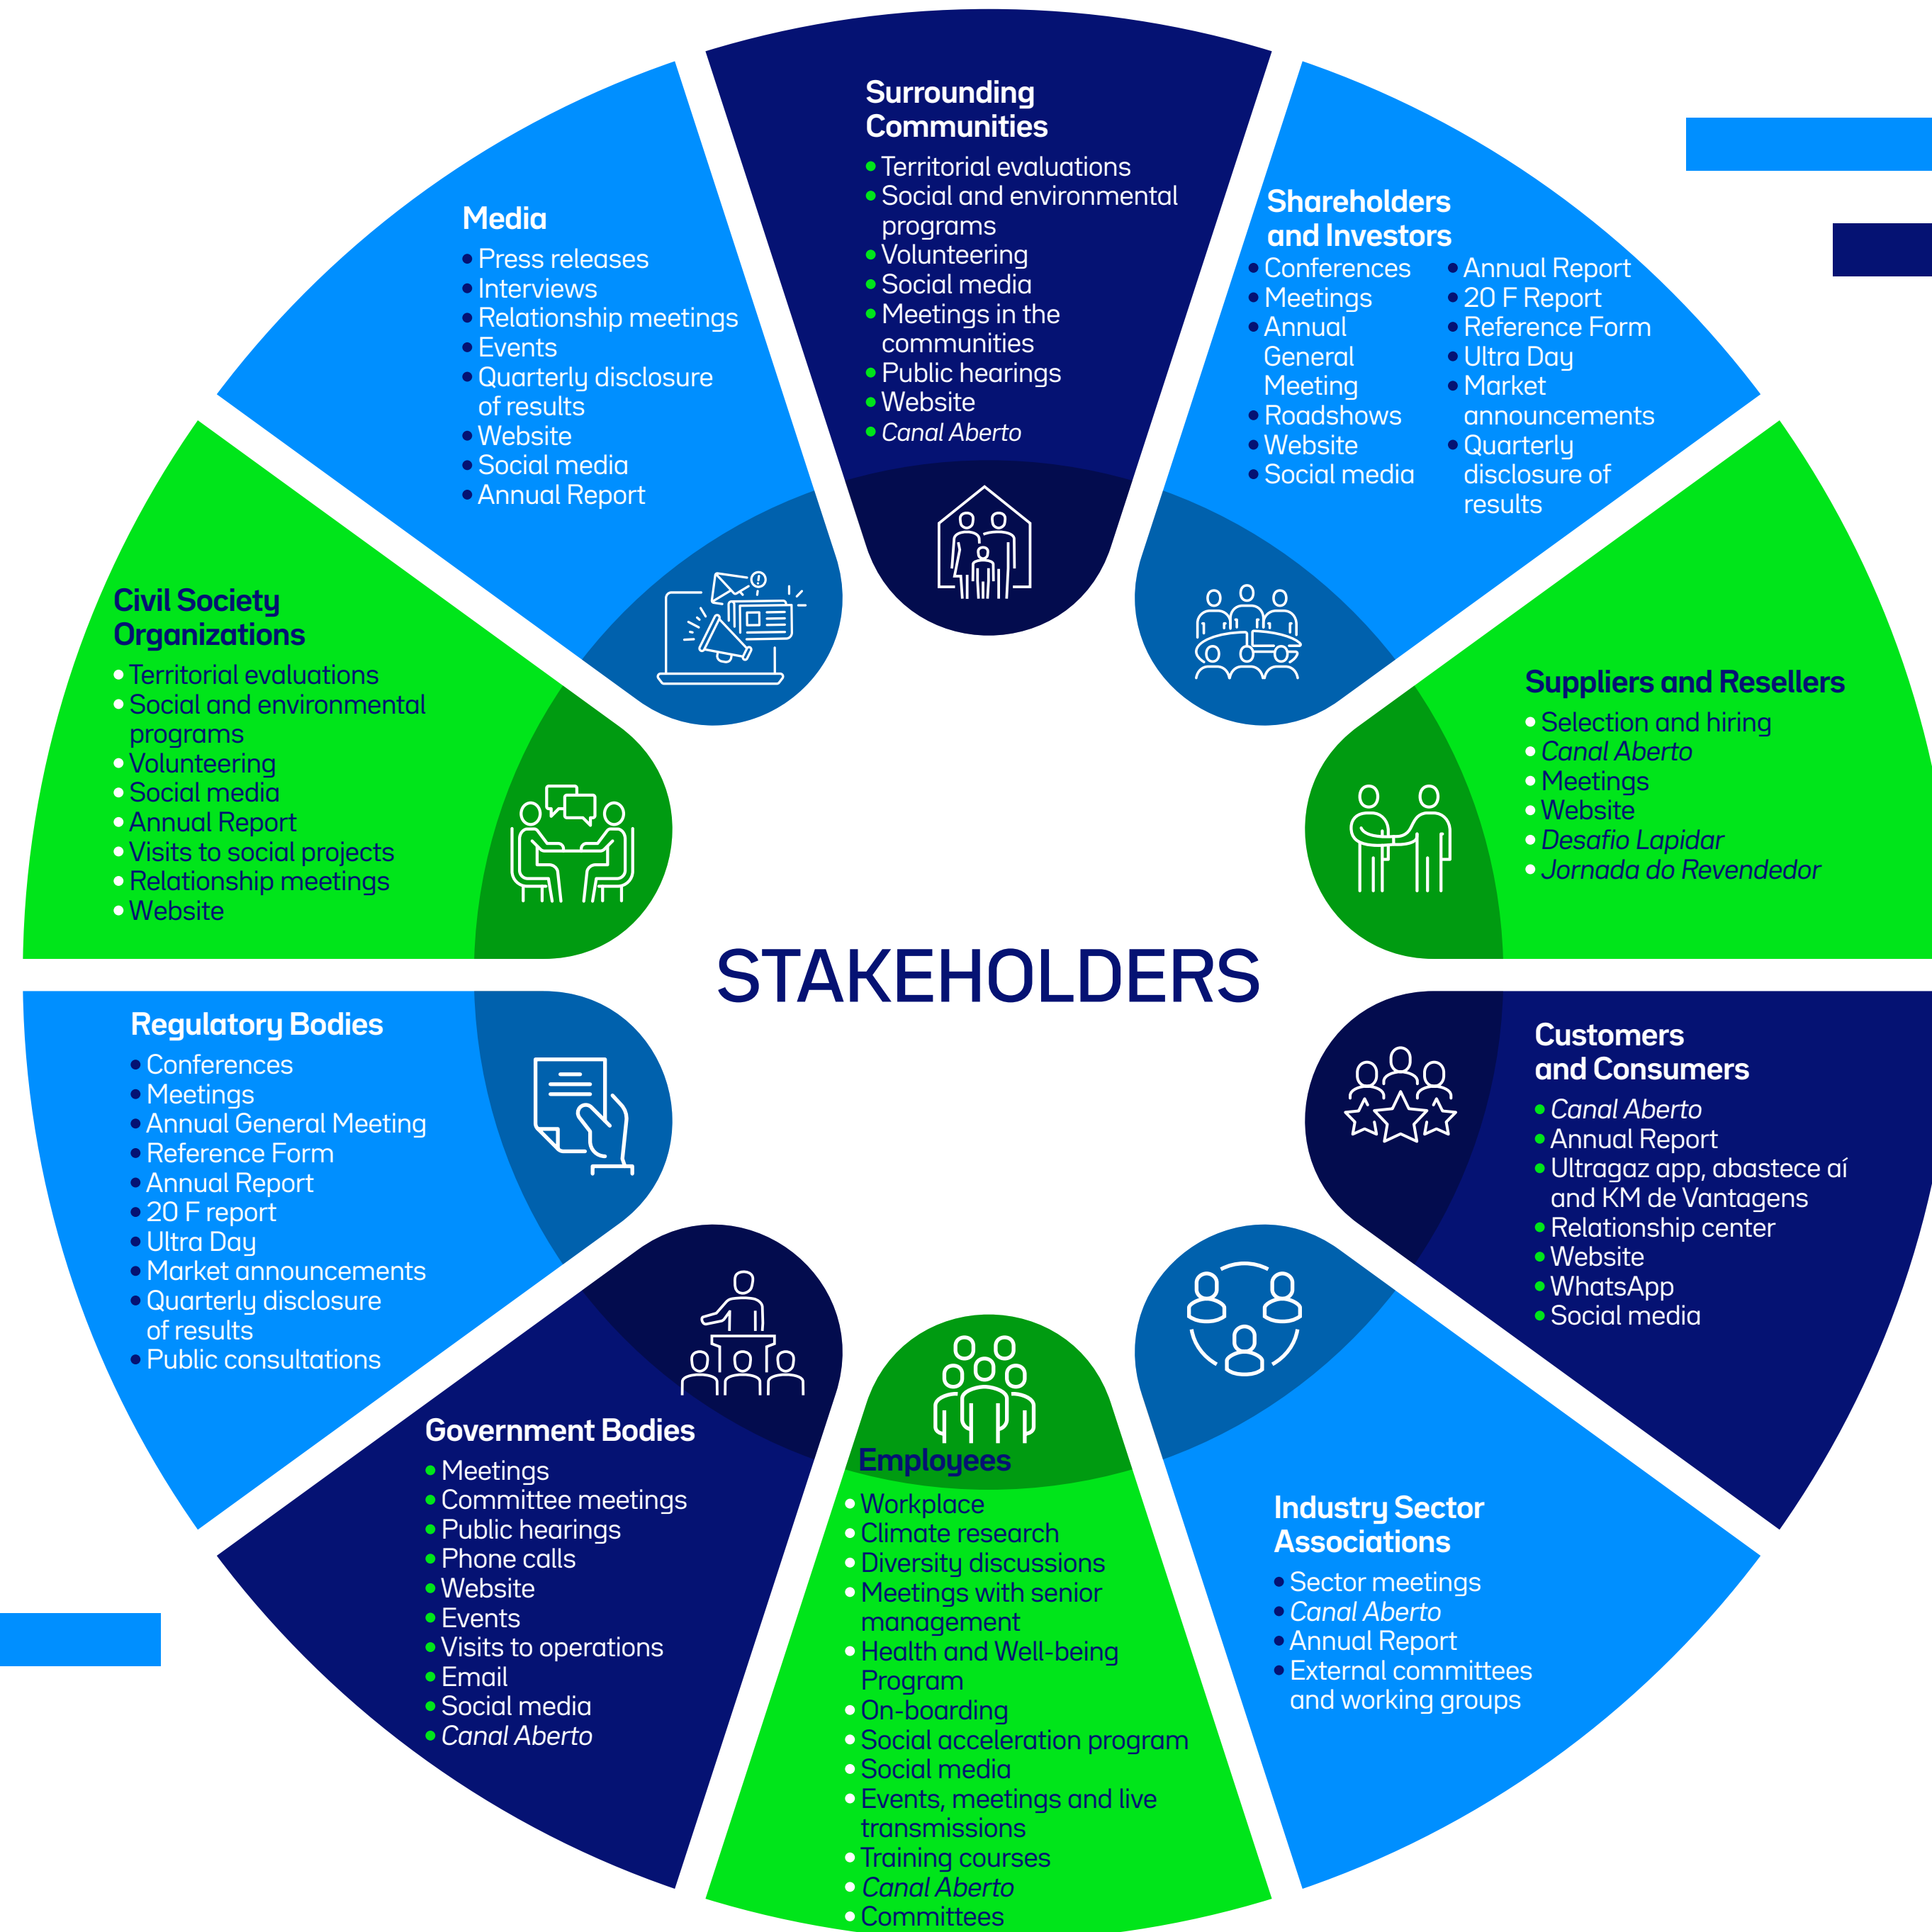 Surrounding
Communities
Territorial evaluations
Social and environmental
programs
Volunteering
Social media
Meetings in the
communities
Public hearings
Website
Canal Aberto
Shareholders
and Investors
Conferences
Meetings
Annual
General
Meeting
Roadshows
Website
Social media
Annual Report
20 F Report
Reference Form
Ultra Day
Market
announcements
Quarterly
disclosure of
results
Suppliers and Resellers
Selection and hiring
Canal Aberto
Meetings
Website
Desafio Lapidar
Jornada do Revendedor
Customers
and Consumers
Canal Aberto
Annual Report
Ultragaz app, abastece aí
and KM de Vantagens
Relationship center
Website
WhatsApp
Social media
Industry Sector
Associations
Sector meetings
Canal Aberto
Annual Report
External committees
and working groups
Employees
Workplace
Climate research
Diversity discussions
Meetings with senior
management
Health and Well-being
Program
On-boarding
Social acceleration program
Social media
Events, meetings and live
transmissions
Training courses
Canal Aberto
Committees
Government Bodies
Meetings
Committee meetings
Public hearings
Phone calls
Website
Events
Visits to operations
Email
Social media
Canal Aberto
Regulatory Bodies
Conferences
Meetings
Annual General Meeting
Reference Form
Annual Report
20 F report
Ultra Day
Market announcements
Quarterly disclosure
of results
Public consultations
Civil Society
Organizations
Territorial evaluations
Social and environmental
programs
Volunteering
Social media
Annual Report
Visits to social projects
Relationship meetings
Website
Media
Press releases
Interviews
Relationship meetings
Events
Quarterly disclosure
of results
Website
Social media
Annual Report
STAKEHOLDERS